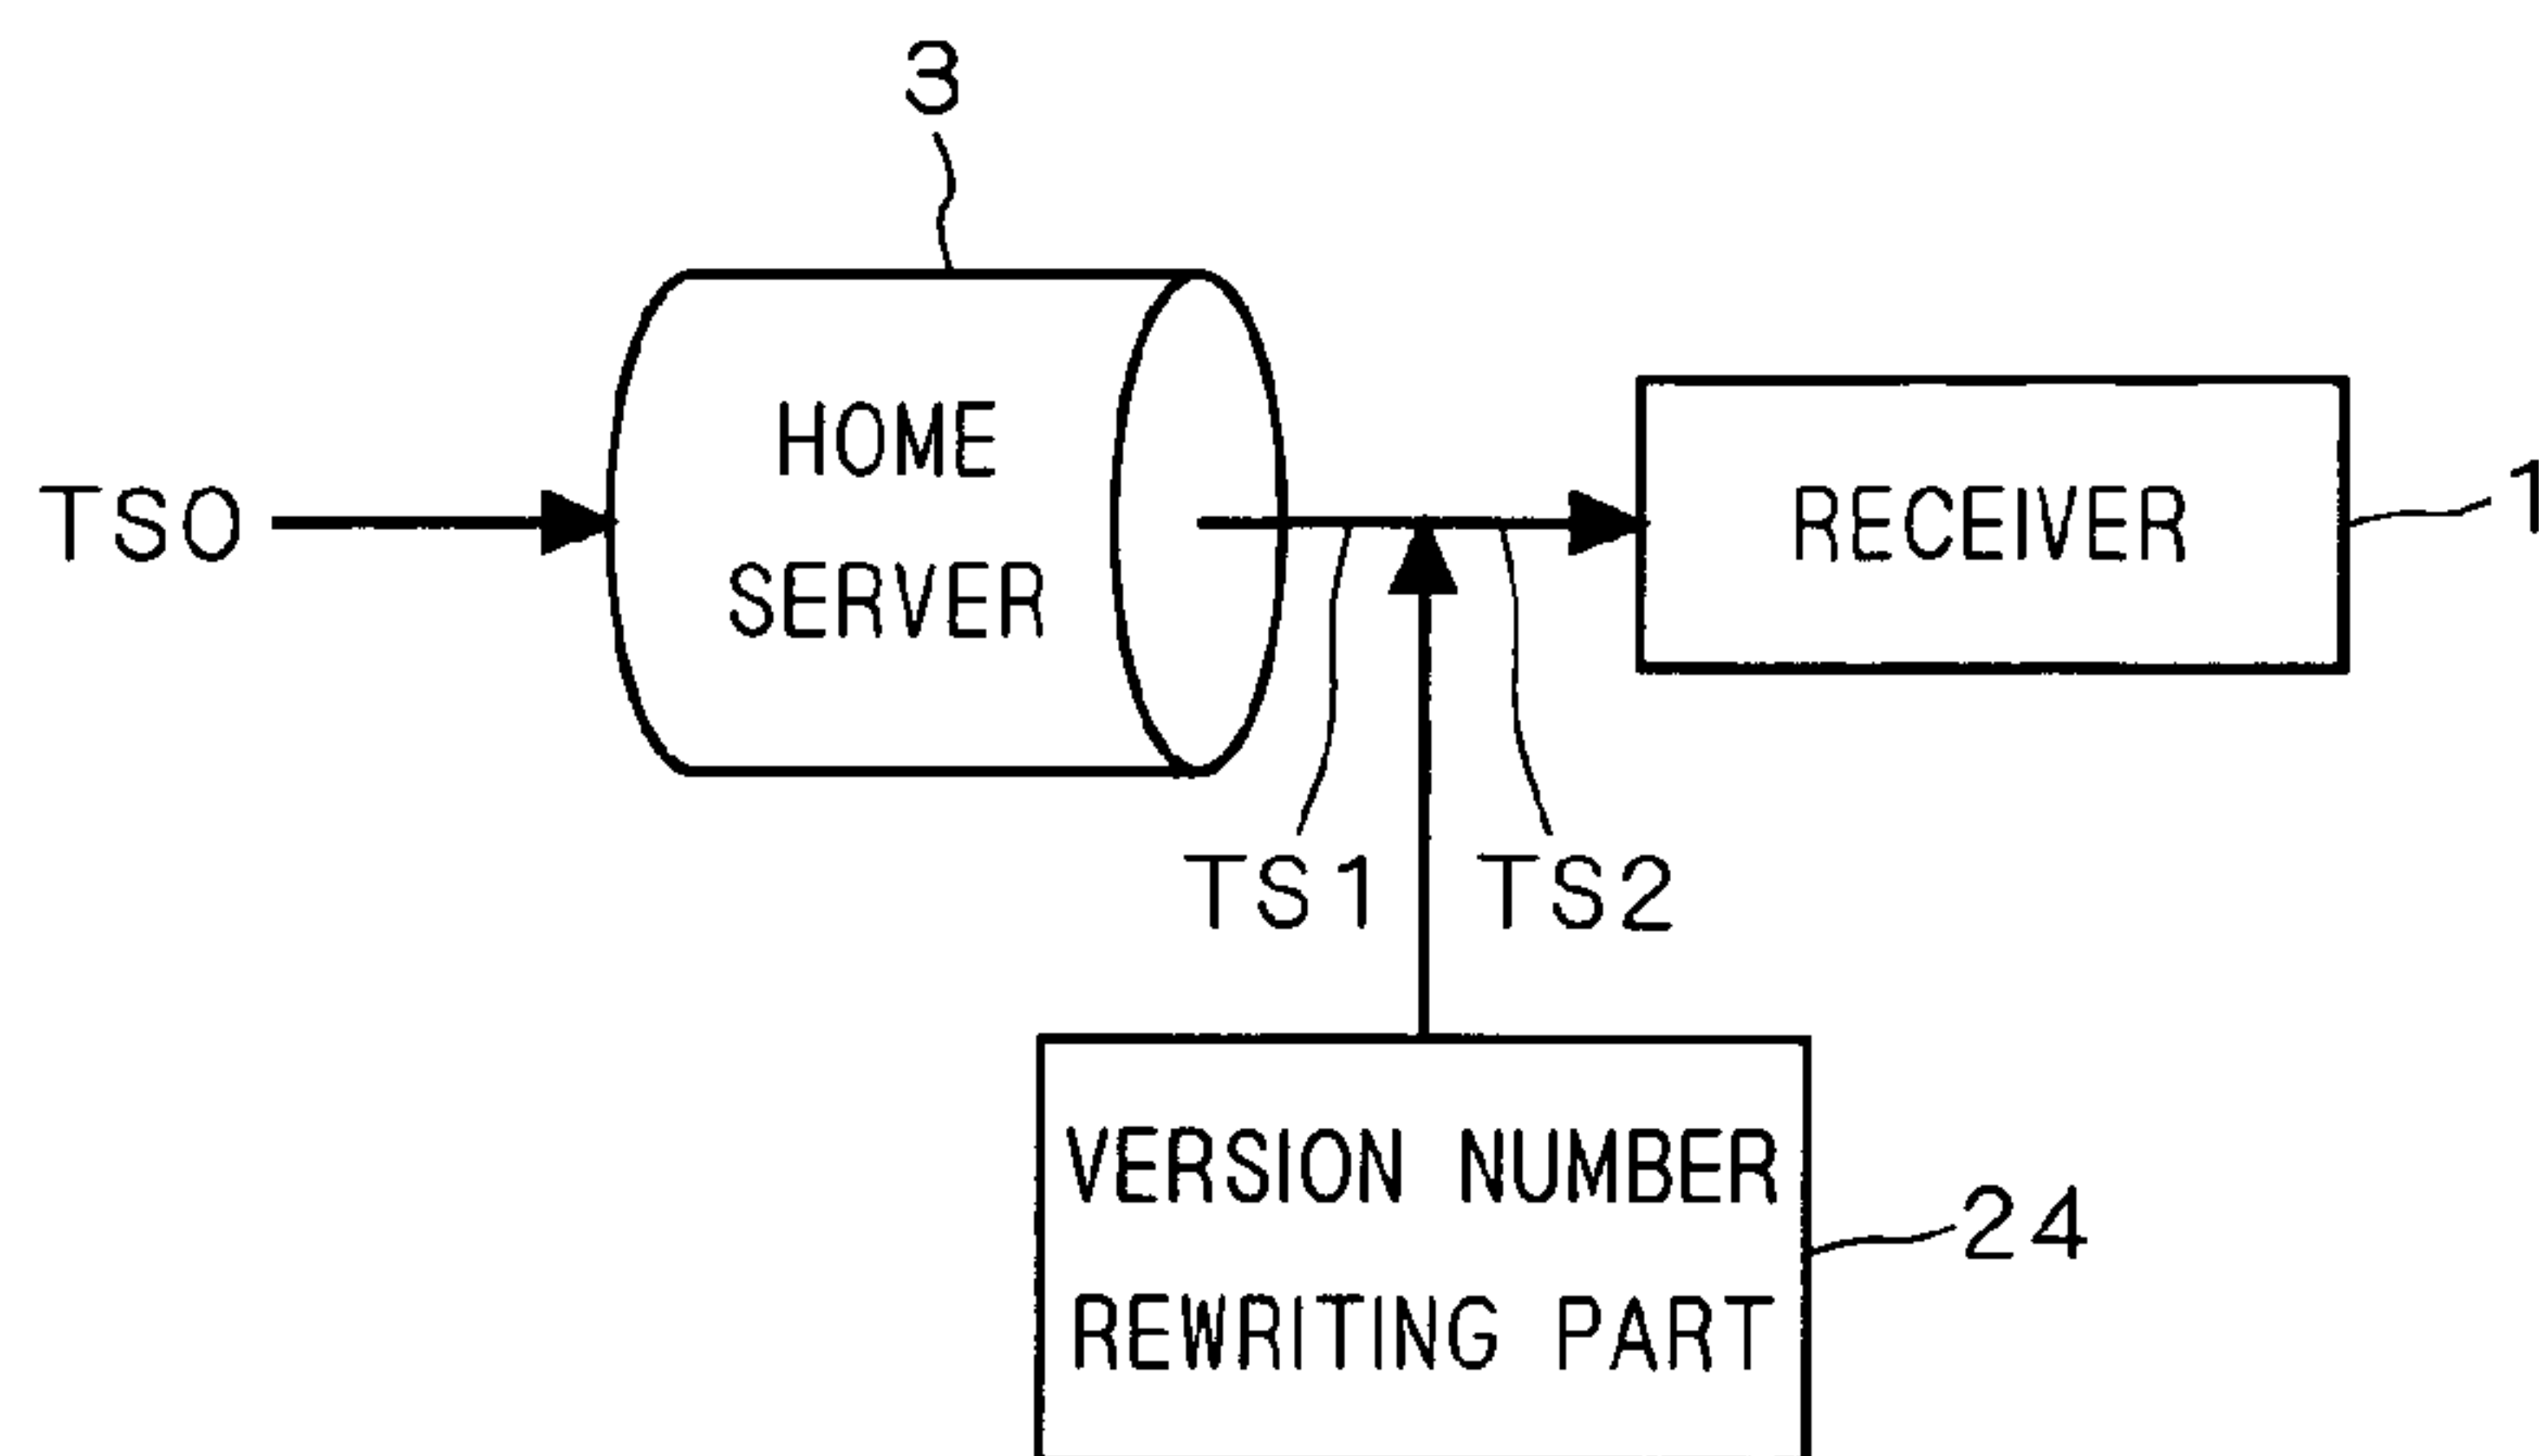 3
HOME
SERVER
TS0
RECEIVER
1
TS1
TS2
VERSION NUMBER
REWRITING PART
24